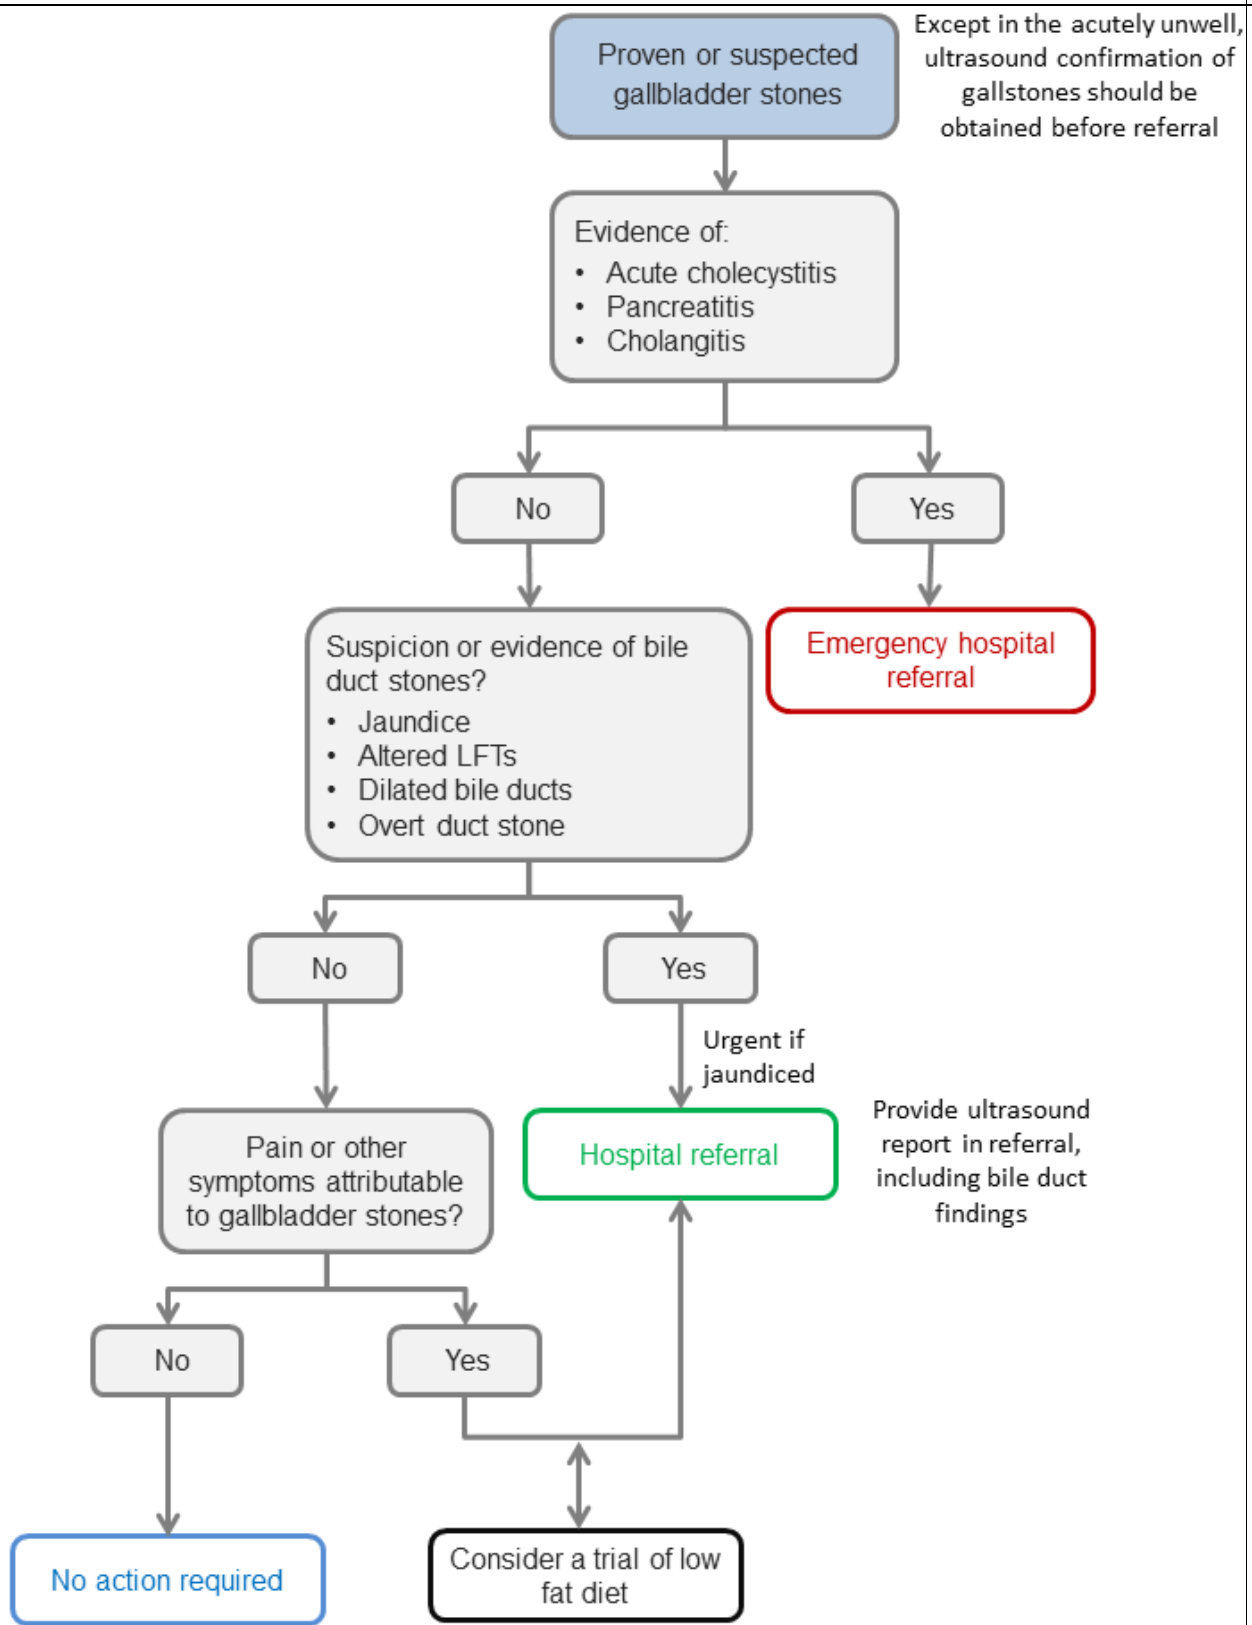 Proven or suspected
gallbladder stones
Except in the acutely unwell,
ultrasound confirmation of
gallstones should be
obtained before referral
Evidence of:
• Acute cholecystitis
• Pancreatitis
• Cholangitis
No
Yes
Suspicion or evidence of bile
duct stones?
• Jaundice
• Altered LFTs
• Dilated bile ducts
• Overt duct stone
Emergency hospital
referral
No
Yes
Urgent if
jaundiced
Pain or other
symptoms attributable
to gallbladder stones?
Hospital referral
Provide ultrasound
report in referral,
including bile duct
findings
No
Yes
No action required
Consider a trial of low
fat diet